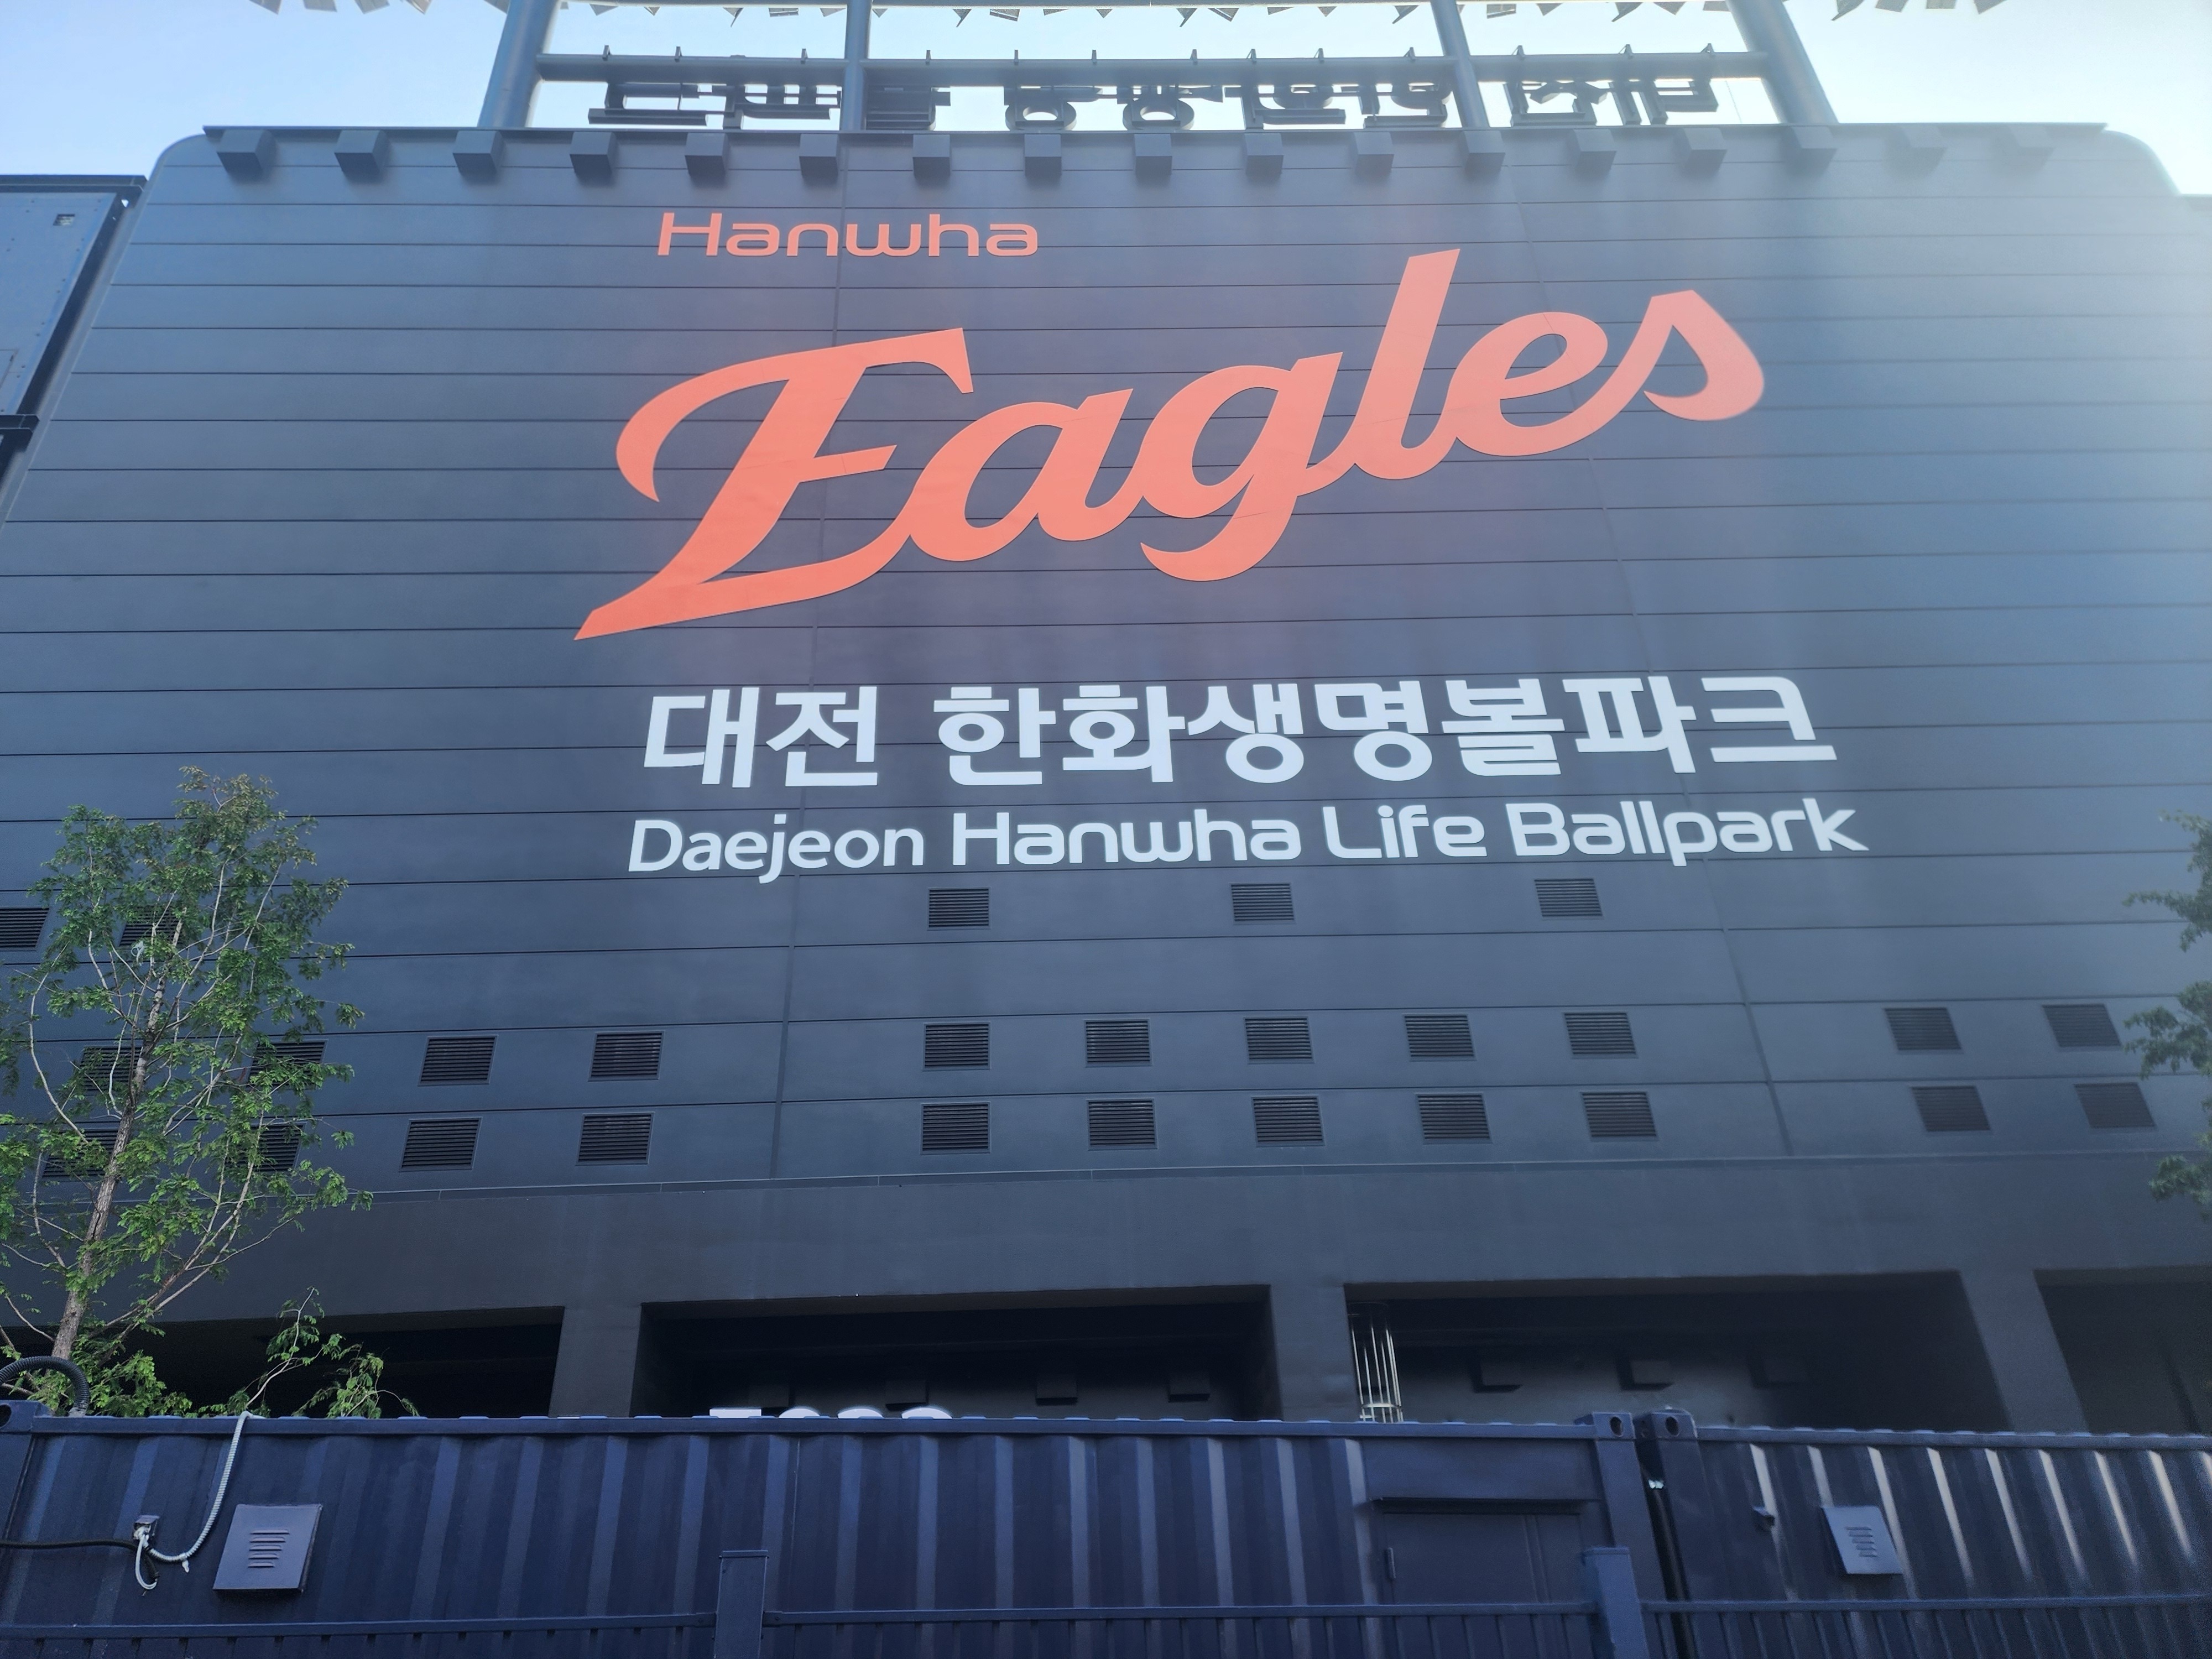 Hanwha
Eagles
대전 한화생명볼파크
Daejeon Hanwha Life Ballpark